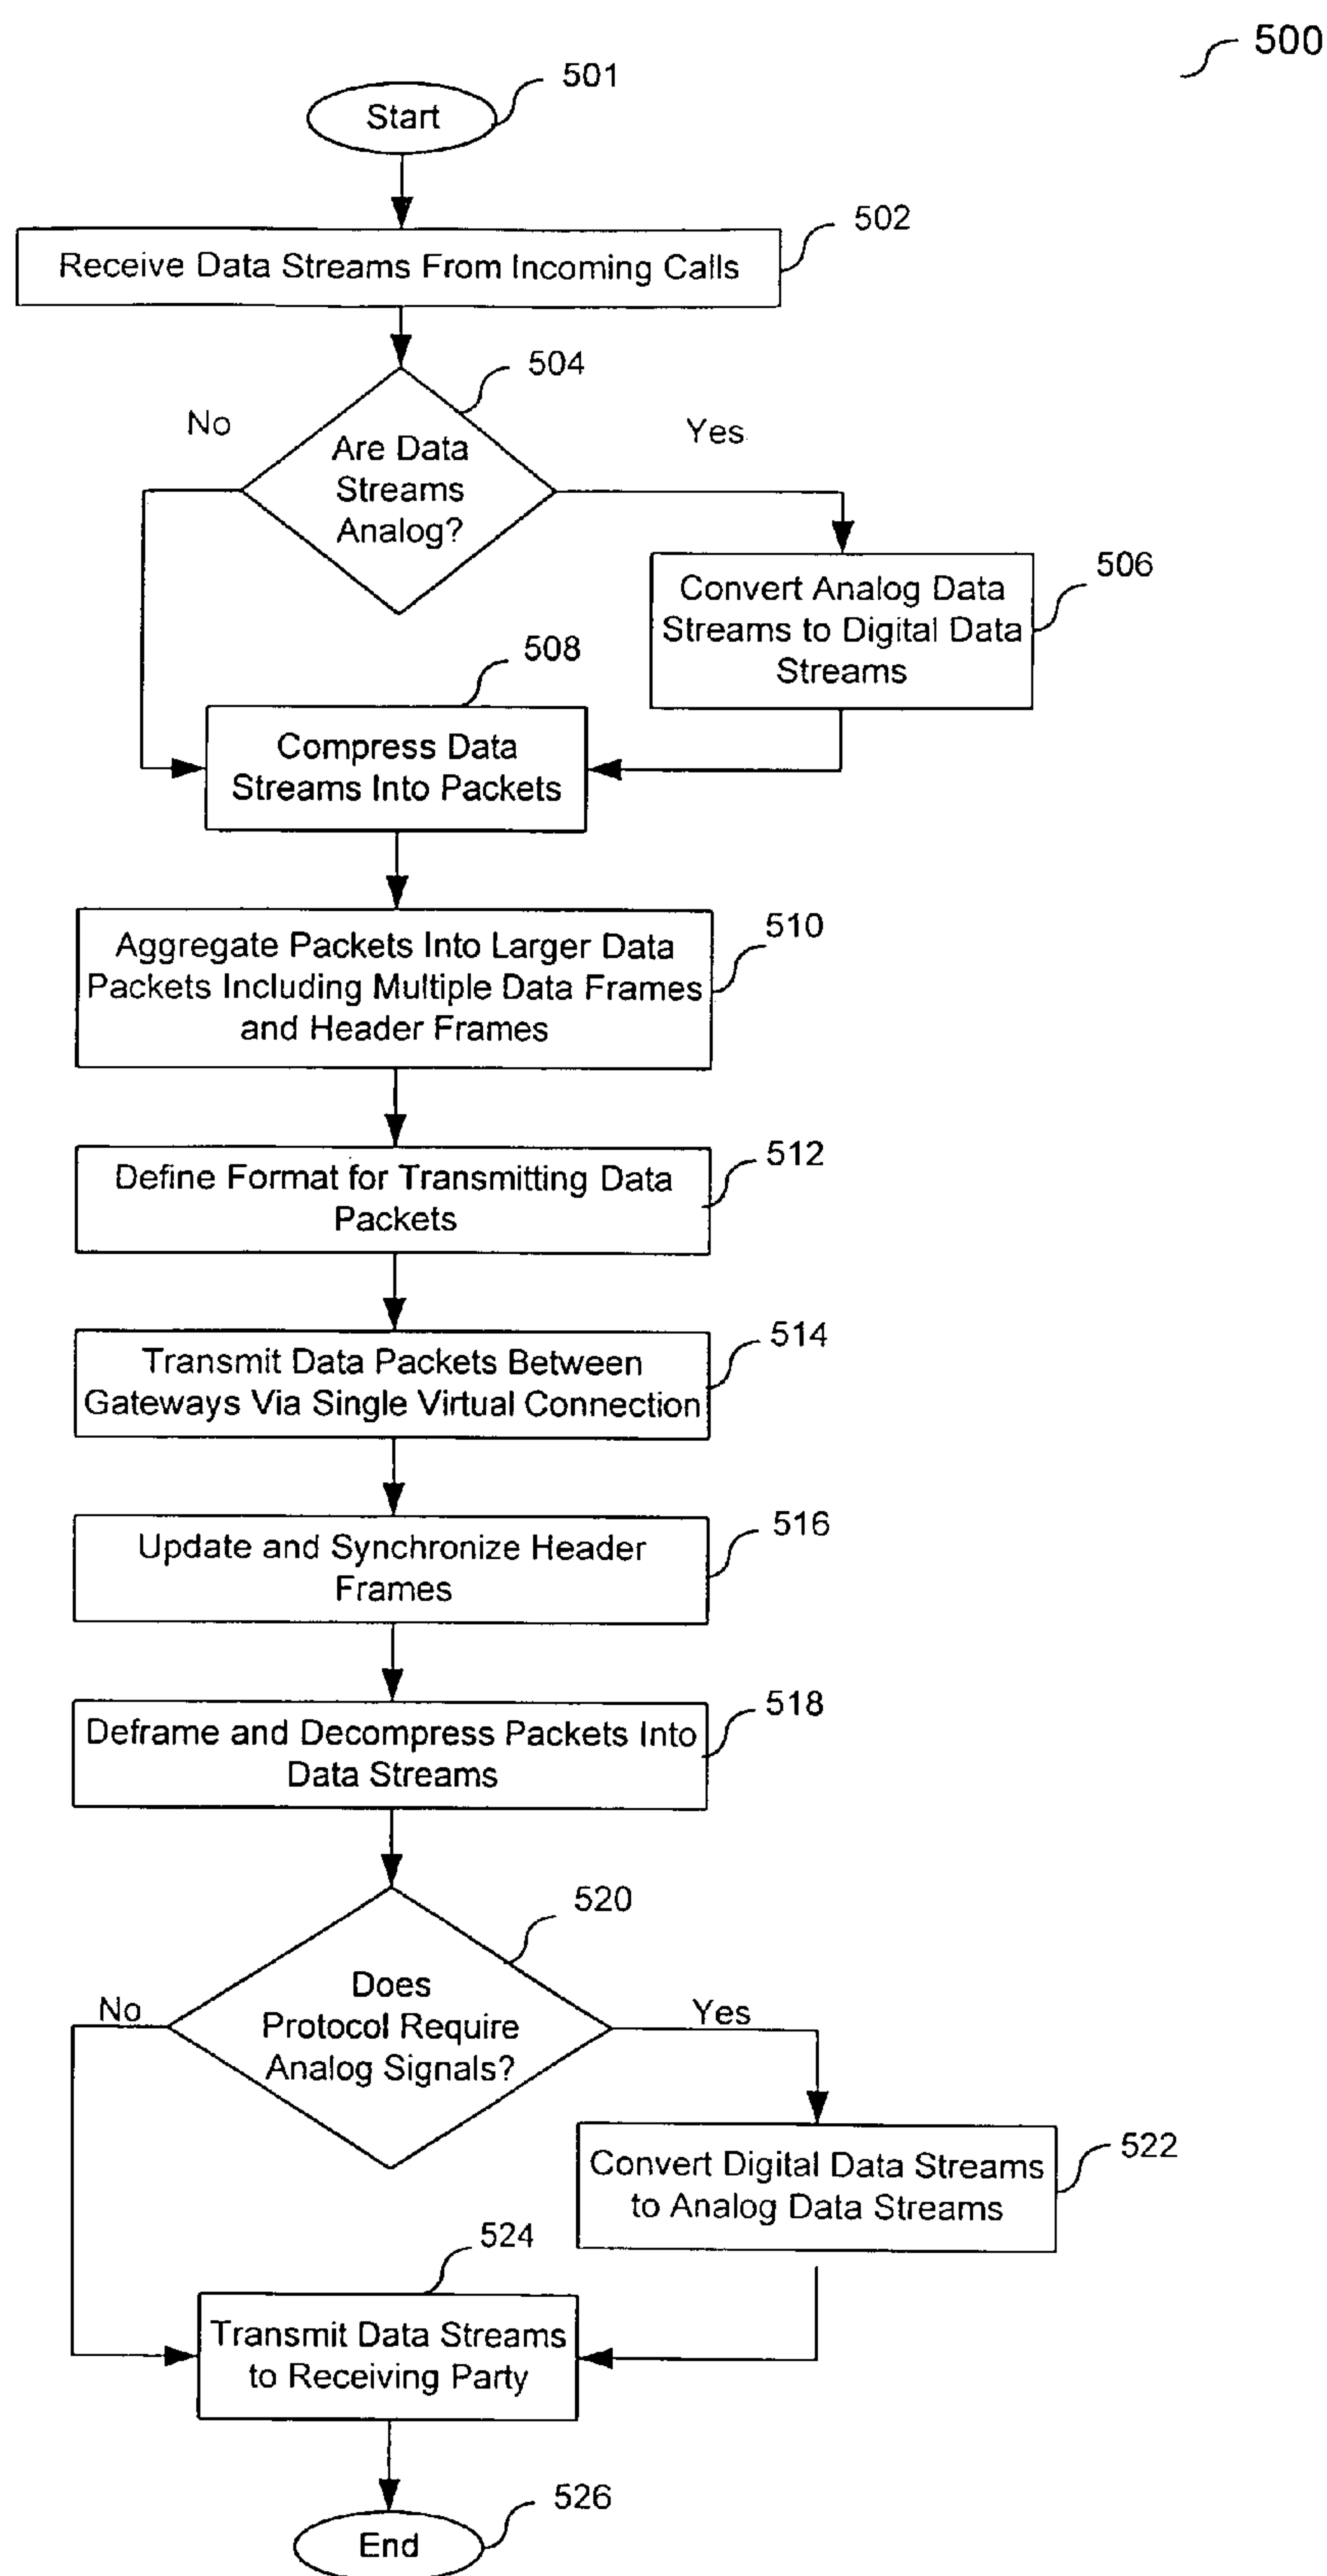 500
501
Start
502
Receive Data Streams From Incoming Calls
504
No
Yes
Are Data
Streams
Analog?
506
Convert Analog Data
Streams to Digital Data
Streams
508
Compress Data
Streams Into Packets
510
Aggregate Packets Into Larger Data
Packets Including Multiple Data Frames
and Header Frames
512
Define Format for Transmitting Data
Packets
514
Transmit Data Packets Between
Gateways Via Single Virtual Connection
516
Update and Synchronize Header
Frames
518
Deframe and Decompress Packets Into
Data Streams
520
No
Yes
Does
Protocol Require
Analog Signals?
522
Convert Digital Data Streams
to Analog Data Streams
524
Transmit Data Streams
to Receiving Party
526
End